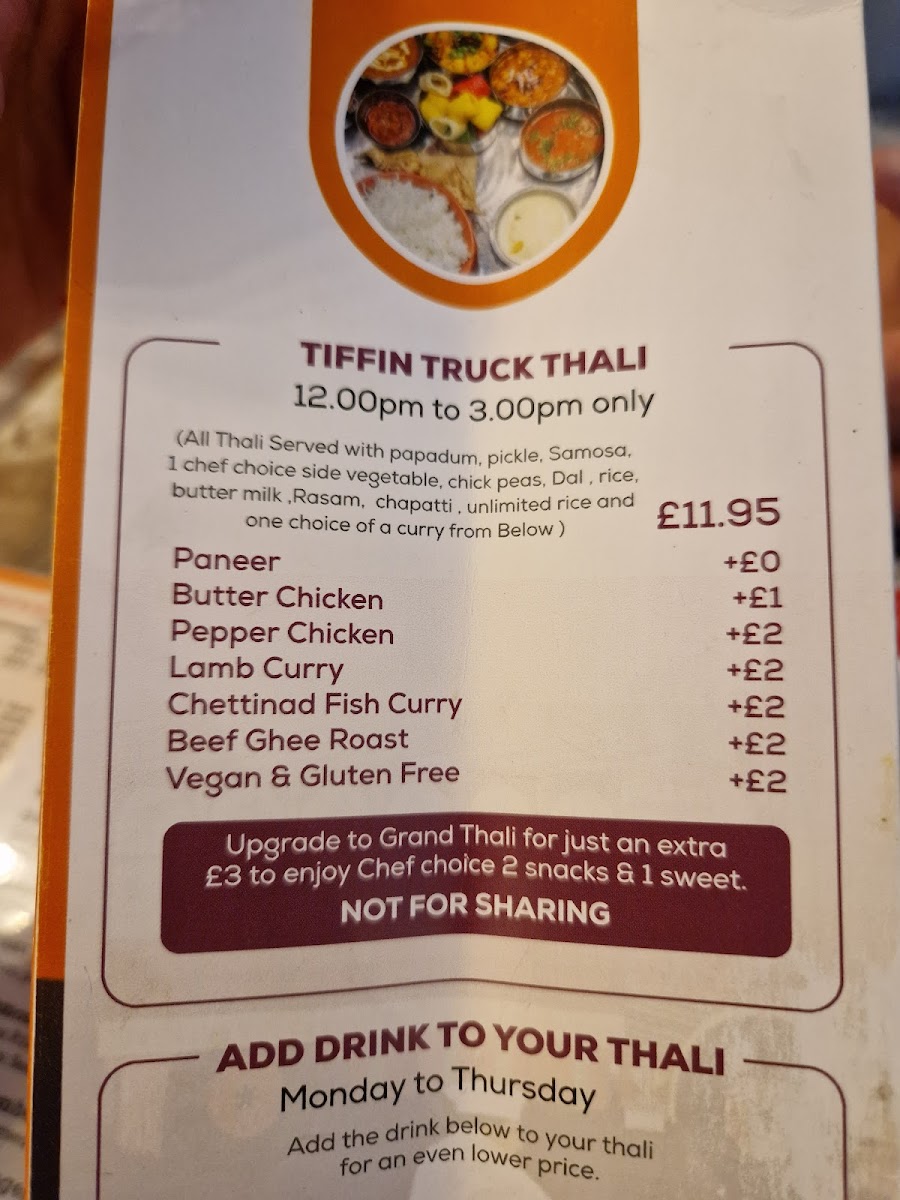 TIFFIN TRUCK THALI
12.00pm to 3.00pm only
(All Thali Served with papadum, pickle, Samosa,
1 chef choice side vegetable, chick peas, Dal , rice,
butter milk ,Rasam, chapatti , unlimited rice and
one choice of a curry from Below )
£11.95
Paneer +£0
Butter Chicken +£1
Pepper Chicken +£2
Lamb Curry +£2
Chettinad Fish Curry +£2
Beef Ghee Roast +£2
Vegan & Gluten Free +£2
Upgrade to Grand Thali for just an extra
£3 to enjoy Chef choice 2 snacks & 1 sweet.
NOT FOR SHARING
ADD DRINK TO YOUR THALI
Monday to Thursday
Add the drink below to your thali
for an even lower price.